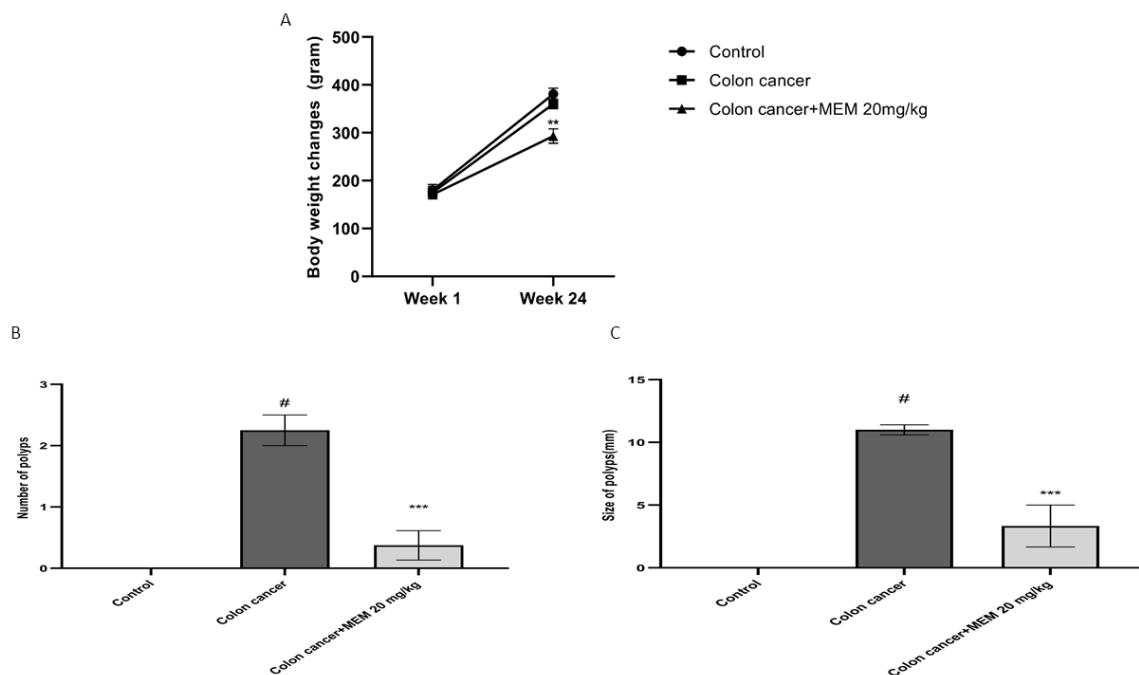 A
Body weight changes (gram)
500
400
300
200
100
0
**
Week 1
Week 24
Control
Colon cancer
Colon cancer+MEM 20mg/kg
B
Number of polyps
3
2
1
0
#
***
Control
Colon cancer
Colon cancer+MEM 20 mg/kg
C
Size of polyps(mm)
15
10
5
0
#
***
Control
Colon cancer
Colon cancer+MEM 20 mg/kg